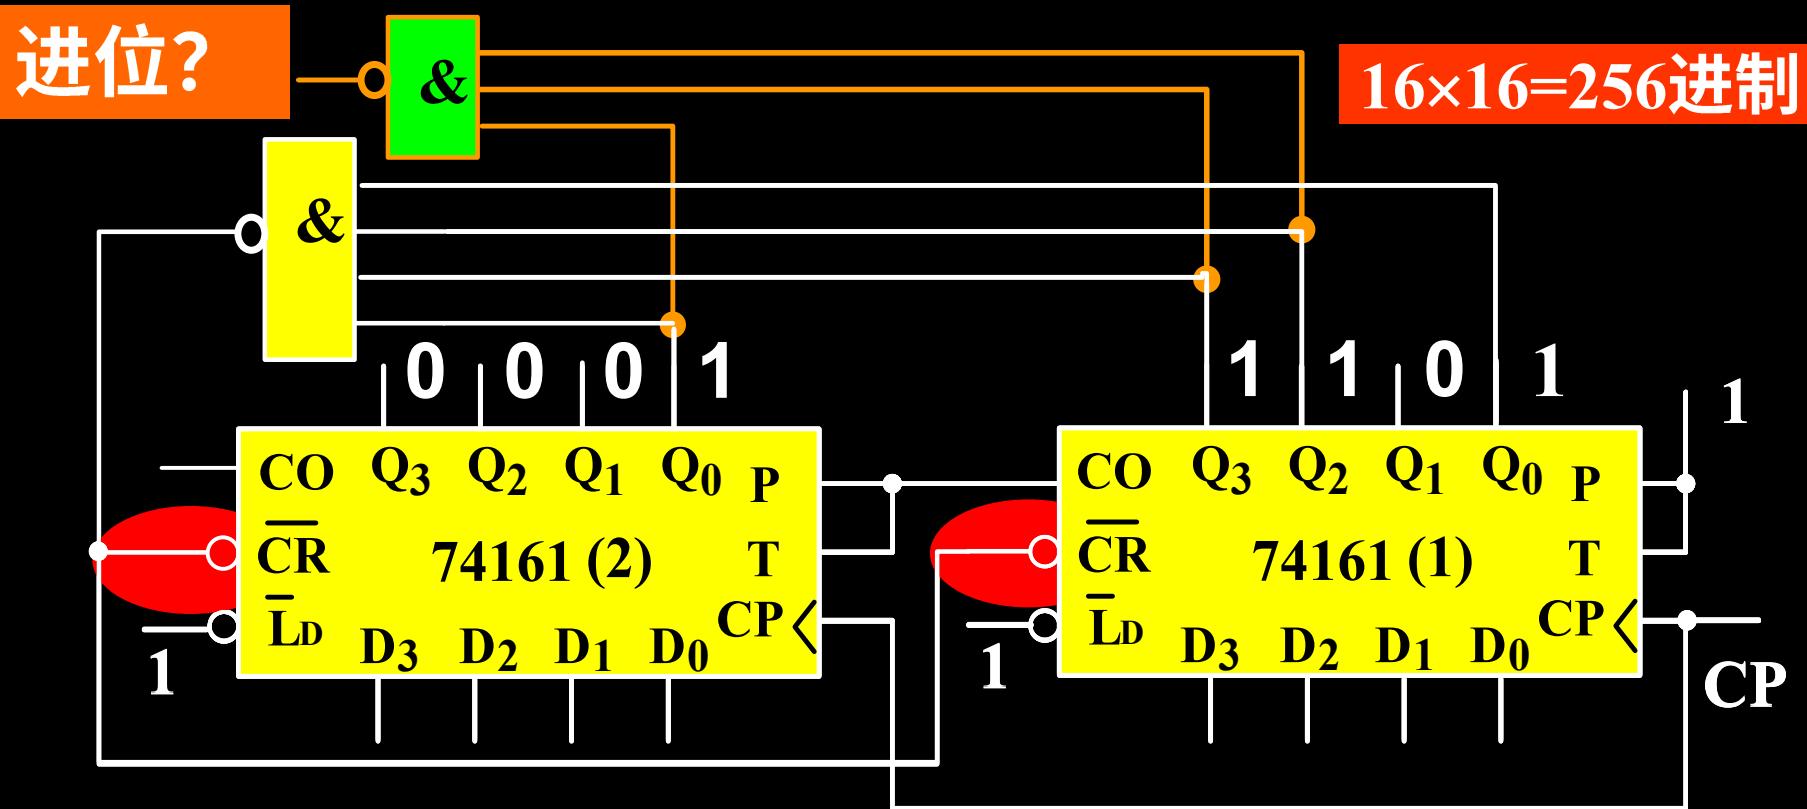 进位?
&
16×16=256进制
&
0 0 0 1
1 1 0 1
1
CO Q3 Q2 Q1 Q0 P
CR 74161 (2) T
LD CP
D3 D2 D1 D0
1
CO Q3 Q2 Q1 Q0 P
CR 74161 (1) T
LD CP
D3 D2 D1 D0
1
CP